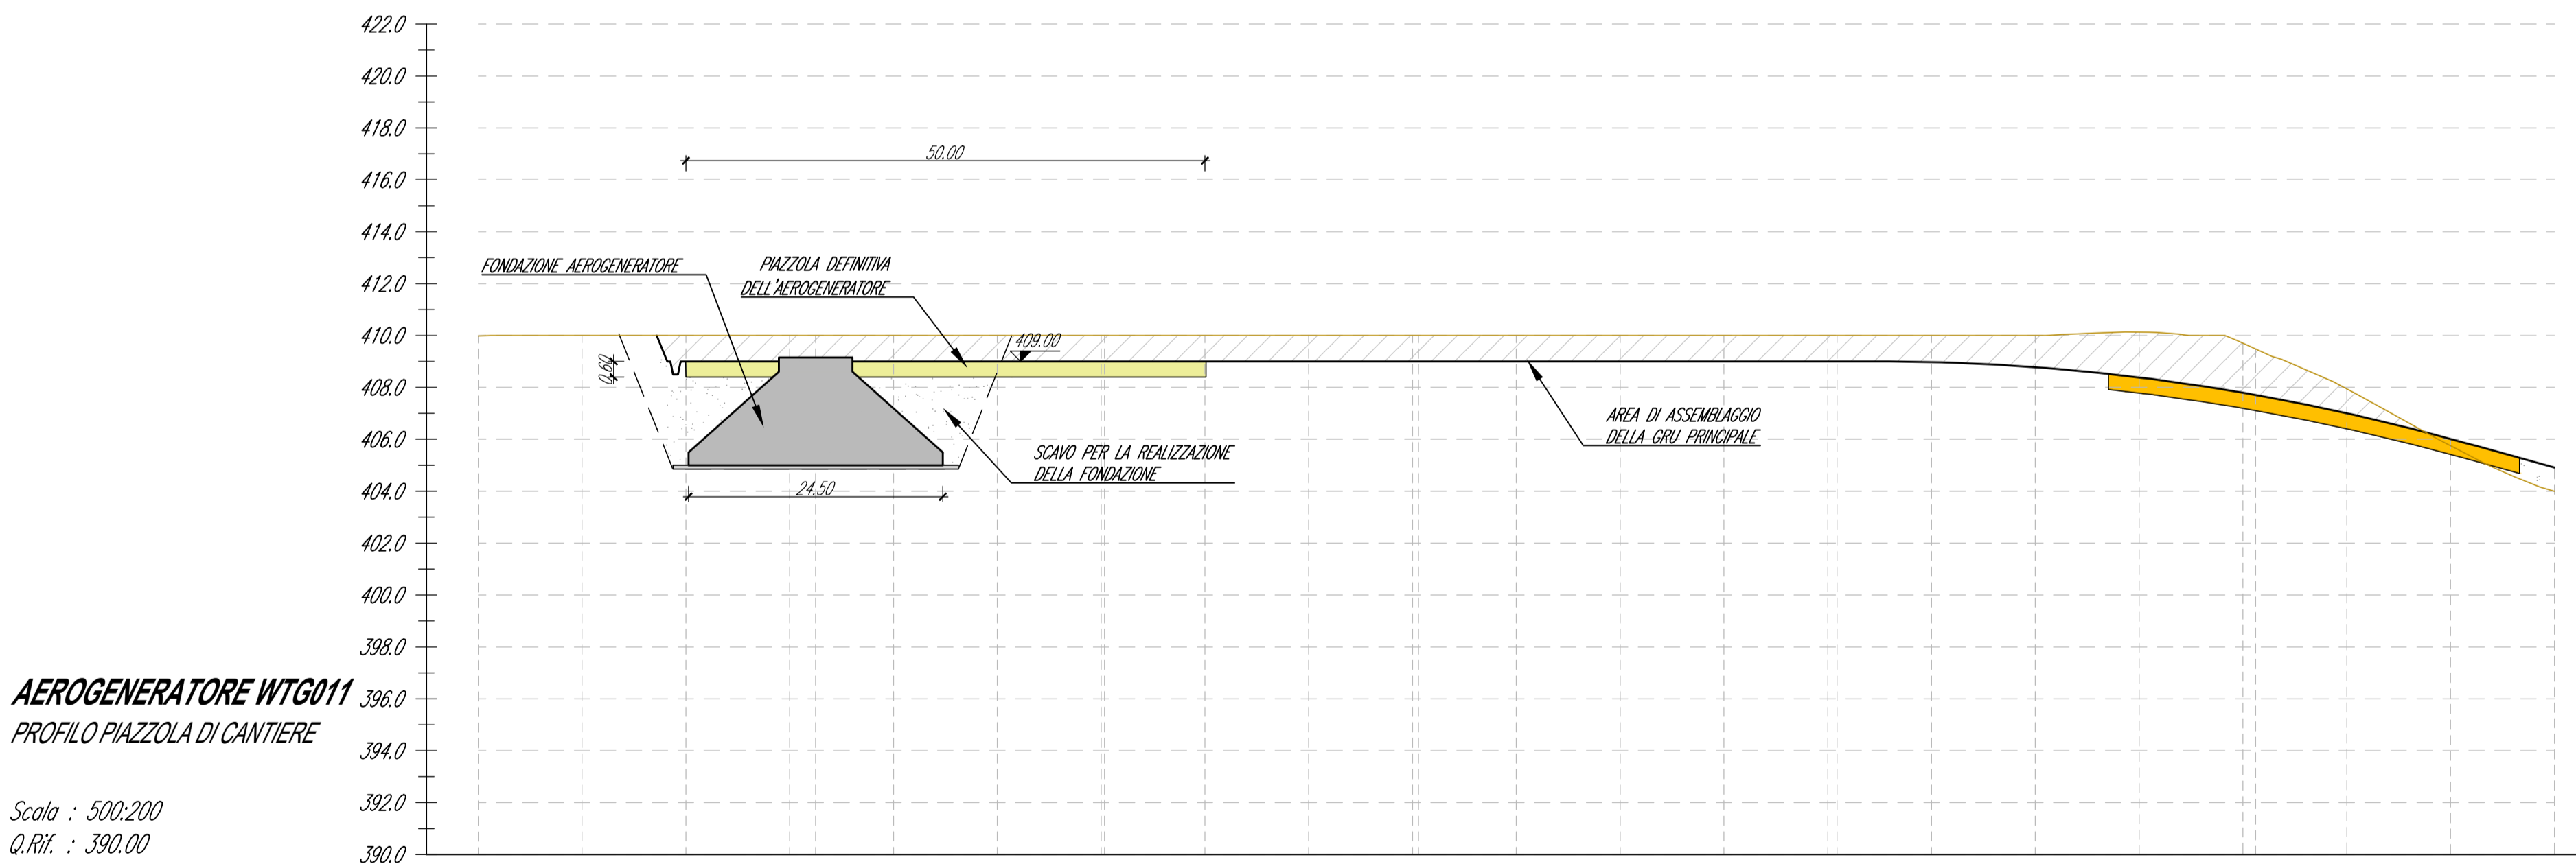 422.0
420.0
418.0
416.0
414.0
412.0
410.0
408.0
406.0
404.0
402.0
400.0
398.0
396.0
394.0
392.0
390.0
50.00
FONDAZIONE AEROGENERATORE
PIAZZOLA DEFINITIVA
DELL'AEROGENERATORE
409.00
0.60
24.50
SCAVO PER LA REALIZZAZIONE
DELLA FONDAZIONE
AREA DI ASSEMBLAGGIO
DELLA GRU PRINCIPALE
AEROGENERATORE WTG011
PROFILO PIAZZOLA DI CANTIERE
Scala : 500:200
Q.Rif. : 390.00